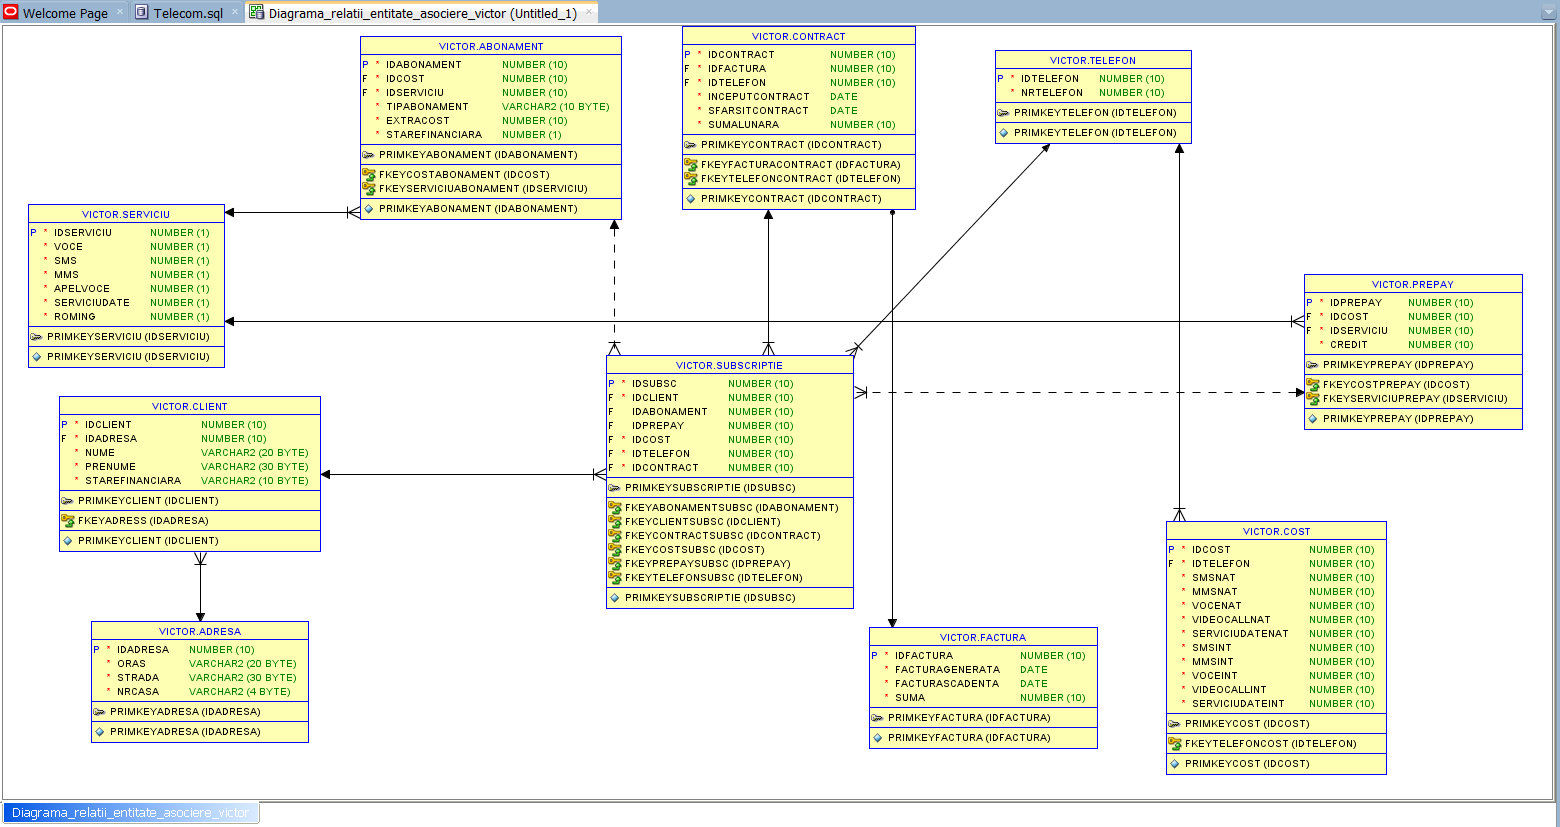 Welcome Page
Telecom.sql
Diagrama_relatii_entitate_asociere_victor (Untitled_1)
VICTOR.ABONAMENT
P * IDABONAMENT NUMBER (10)
F * IDCOST NUMBER (10)
F * IDSERVICIU NUMBER (10)
* TIPABONAMENT VARCHAR2 (10 BYTE)
* EXTRACOST NUMBER (10)
* STAREFINANCIARA NUMBER (1)
PRIMKEYABONAMENT (IDABONAMENT)
FKEYCOSTABONAMENT (IDCOST)
FKEYSERVICIUABONAMENT (IDSERVICIU)
PRIMKEYABONAMENT (IDABONAMENT)
VICTOR.CONTRACT
P * IDCONTRACT NUMBER (10)
F * IDFACTURA NUMBER (10)
F * IDTELEFON NUMBER (10)
* INCEPUTCONTRACT DATE
* SFARSITCONTRACT DATE
* SUMALUNARA NUMBER (10)
PRIMKEYCONTRACT (IDCONTRACT)
FKEYFACTURACONTRACT (IDFACTURA)
FKEYTELEFONCONTRACT (IDTELEFON)
PRIMKEYCONTRACT (IDCONTRACT)
VICTOR.TELEFON
P * IDTELEFON NUMBER (10)
* NRTELEFON NUMBER (10)
PRIMKEYTELEFON (IDTELEFON)
PRIMKEYTELEFON (IDTELEFON)
VICTOR.SERVICIU
P * IDSERVICIU NUMBER (1)
* VOCE NUMBER (1)
* SMS NUMBER (1)
* MMS NUMBER (1)
* APELVOCE NUMBER (1)
* SERVICIUDATE NUMBER (1)
* ROMING NUMBER (1)
PRIMKEYSERVICIU (IDSERVICIU)
PRIMKEYSERVICIU (IDSERVICIU)
VICTOR.PREPAY
P * IDPREPAY NUMBER (10)
F * IDCOST NUMBER (10)
F * IDSERVICIU NUMBER (10)
* CREDIT NUMBER (10)
PRIMKEYPREPAY (IDPREPAY)
FKEYCOSTPREPAY (IDCOST)
FKEYSERVICIUPREPAY (IDSERVICIU)
PRIMKEYPREPAY (IDPREPAY)
VICTOR.SUBSCRIPTIE
P * IDSUBSC NUMBER (10)
F * IDCLIENT NUMBER (10)
F IDABONAMENT NUMBER (10)
F IDPREPAY NUMBER (10)
F * IDCOST NUMBER (10)
F * IDTELEFON NUMBER (10)
F * IDCONTRACT NUMBER (10)
PRIMKEYSUBSCRIPTIE (IDSUBSC)
FKEYABONAMENTSUBSC (IDABONAMENT)
FKEYCLIENTSUBSC (IDCLIENT)
FKEYCONTRACTSUBSC (IDCONTRACT)
FKEYCOSTSUBSC (IDCOST)
FKEYPREPAYSUBSC (IDPREPAY)
FKEYTELEFONSUBSC (IDTELEFON)
PRIMKEYSUBSCRIPTIE (IDSUBSC)
VICTOR.CLIENT
P * IDCLIENT NUMBER (10)
F * IDADRESA NUMBER (10)
* NUME VARCHAR2 (20 BYTE)
* PRENUME VARCHAR2 (30 BYTE)
* STAREFINANCIARA VARCHAR2 (10 BYTE)
PRIMKEYCLIENT (IDCLIENT)
FKEYADRESS (IDADRESA)
PRIMKEYCLIENT (IDCLIENT)
VICTOR.COST
P * IDCOST NUMBER (10)
F * IDTELEFON NUMBER (10)
* SMSNAT NUMBER (10)
* MMSNAT NUMBER (10)
* VOCENAT NUMBER (10)
* VIDEOCALLNAT NUMBER (10)
* SERVICIUDATENAT NUMBER (10)
* SMSINT NUMBER (10)
* MMSINT NUMBER (10)
* VOCEINT NUMBER (10)
* VIDEOCALLINT NUMBER (10)
* SERVICIUDATEINT NUMBER (10)
PRIMKEYCOST (IDCOST)
FKEYTELEFONCOST (IDTELEFON)
PRIMKEYCOST (IDCOST)
VICTOR.ADRESA
P * IDADRESA NUMBER (10)
* ORAS VARCHAR2 (20 BYTE)
* STRADA VARCHAR2 (30 BYTE)
* NRCASA VARCHAR2 (4 BYTE)
PRIMKEYADRESA (IDADRESA)
PRIMKEYADRESA (IDADRESA)
VICTOR.FACTURA
P * IDFACTURA NUMBER (10)
* FACTURAGENERATA DATE
* FACTURASCADENTA DATE
* SUMA NUMBER (10)
PRIMKEYFACTURA (IDFACTURA)
PRIMKEYFACTURA (IDFACTURA)
Diagrama_relatii_entitate_asociere_victor